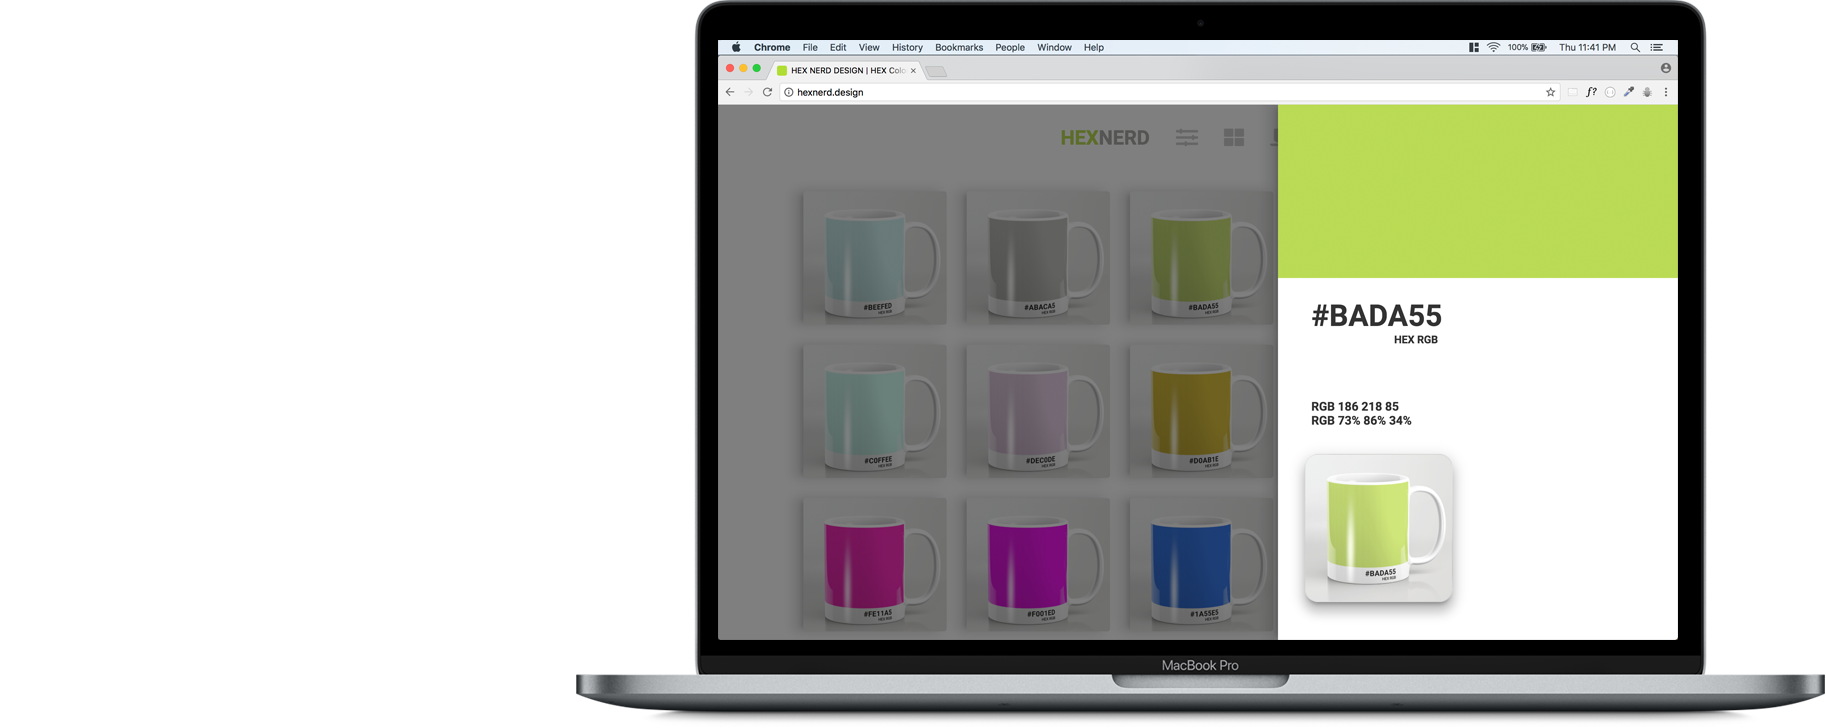 Chrome File Edit View History Bookmarks People Window Help 100% Thu 11:41 PM
HEX NERD DESIGN | HEX Colo
hexnerd.design f?
HEXNERD
#BEEFED
HEX RGB
#ABACA5
HEX RGB
#BADA55
HEX RGB
#C0FFEE
HEX RGB
#DEC0DE
HEX RGB
#D0AB1E
HEX RGB
#FE11A5
HEX RGB
#F001ED
HEX RGB
#1A55E5
HEX RGB
#BADA55
HEX RGB
RGB 186 218 85
RGB 73% 86% 34%
#BADA55
HEX RGB
MacBook Pro